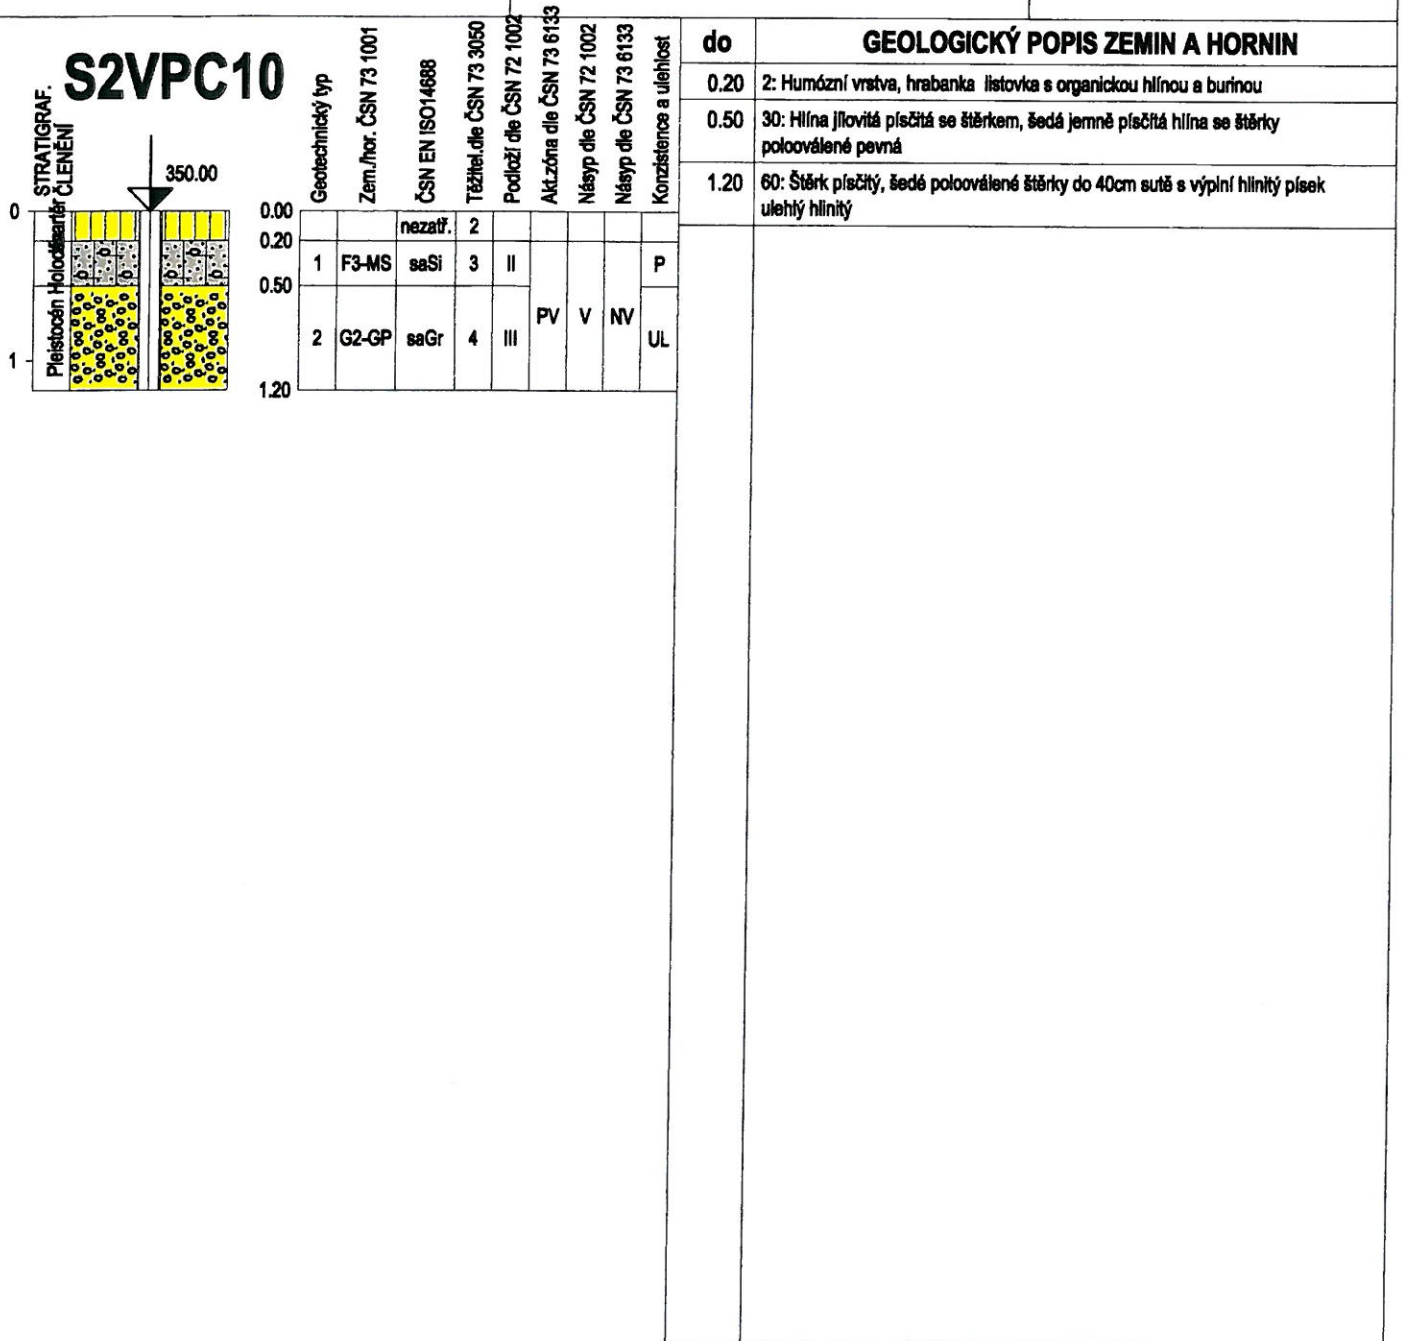 S2VPC10
STRATIGRAF.
ČLENĚNÍ
350.00
Geotechnický typ
Zem./hor. ČSN 73 1001
ČSN EN ISO14688
Těžitel.dle ČSN 73 3050
Podloží dle ČSN 72 1002
Akt.zóna dle ČSN 73 6133
Násyp dle ČSN 72 1002
Násyp dle ČSN 73 6133
Konzistence a ulehlost
do GEOLOGICKÝ POPIS ZEMIN A HORNIN
0.20 2: Humózní vrstva, hrabanka listovka s organickou hlínou a buřinou
0.50 30: Hlína jílovitá písčitá se štěrkem, šedá jemně písčitá hlína se štěrky
polooválené pevná
1.20 60: Štěrk písčitý, šedé polooválené štěrky do 40cm sutě s výplní hlinitý písek
ulehlý hlinitý
0
1
Pleistocén
0.00
nezatř. 2
0.20
1 F3-MS saSi 3 II P
0.50
PV V NV
2 G2-GP saGr 4 III UL
1.20